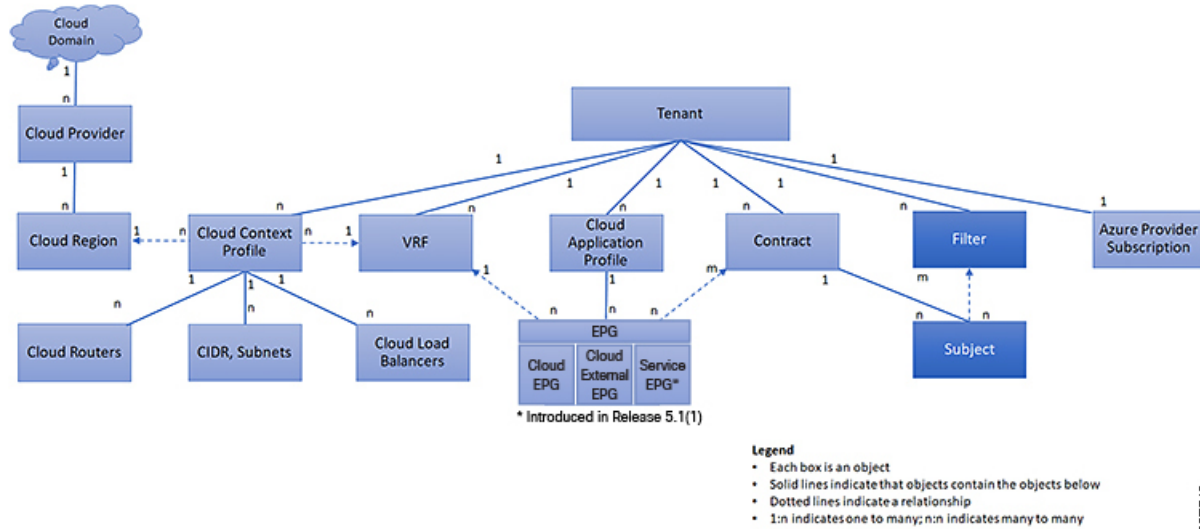 Cloud
Domain
1
n
Cloud Provider
1
n
Cloud Region
Tenant
1
1
1
1
1
1
1
n
n
n
n
n
1
1
n
Cloud Context
Profile
n
1
VRF
Cloud
Application
Profile
Contract
Filter
Azure Provider
Subscription
1
1
1
n
n
n
Cloud Routers
CIDR, Subnets
Cloud Load
Balancers
1
n
1
n
n
m
1
n
m
n
EPG
Cloud
EPG
Cloud
External
EPG
Service
EPG*
Subject
* Introduced in Release 5.1(1)
Legend
• Each box is an object
• Solid lines indicate that objects contain the objects below
• Dotted lines indicate a relationship
• 1:n indicates one to many; n:n indicates many to many